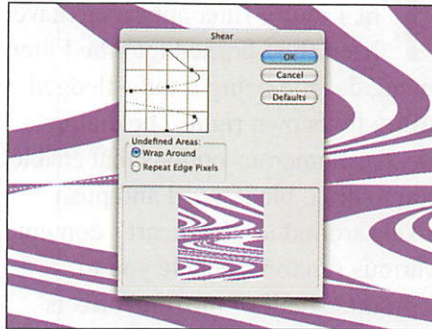 Shear
OK
Cancel
Defaults
Undefined Areas:
Wrap Around
Repeat Edge Pixels